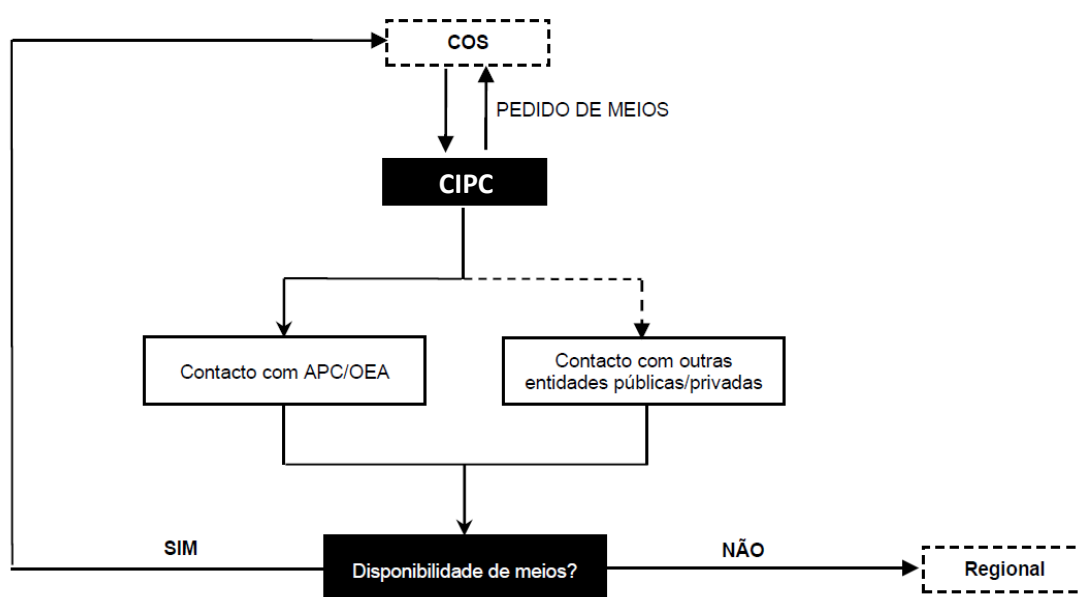 COS
PEDIDO DE MEIOS
CIPC
Contacto com APC/OEA
Contacto com outras
entidades públicas/privadas
SIM
Disponibilidade de meios?
NÃO
Regional